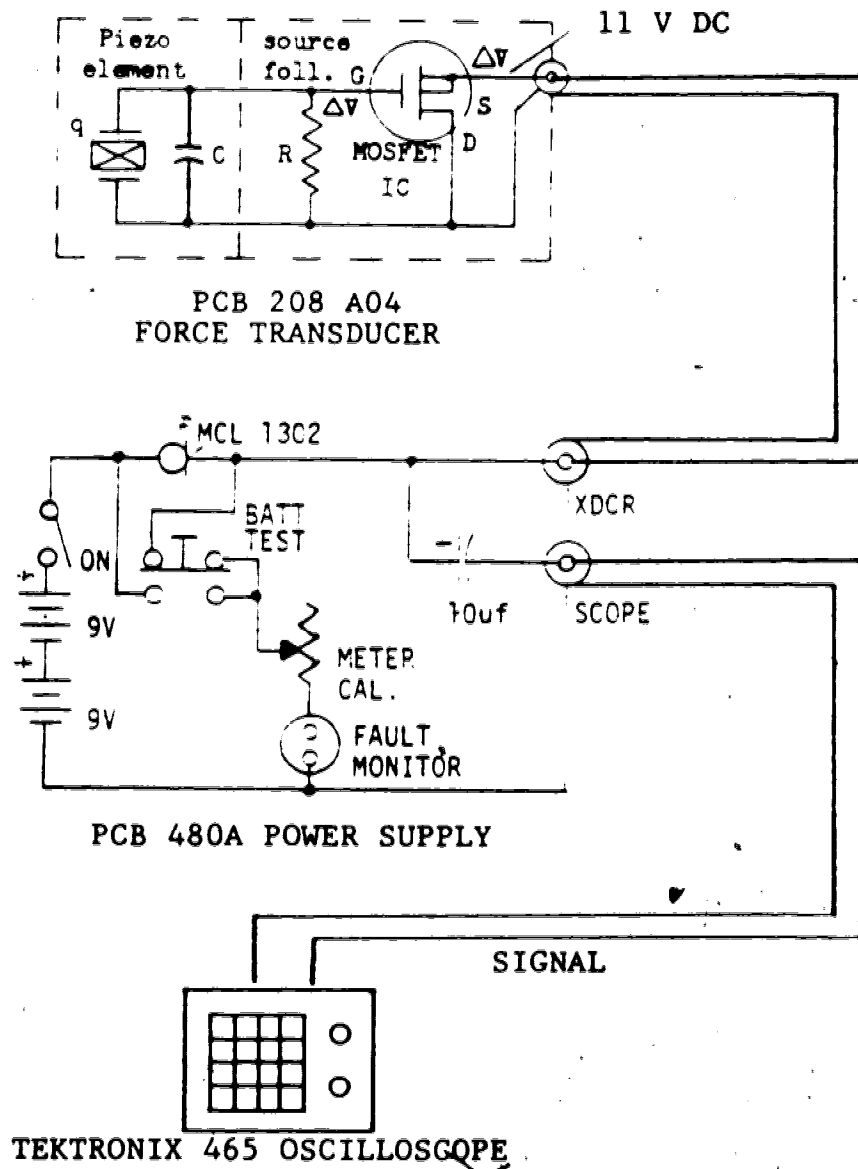 11 V DC
Piezo element
source foll.
G
ΔV
ΔV
S
D
q
C
R
MOSFET IC
PCB 208 A04
FORCE TRANSDUCER
MCL 1302
XDCR
BATT TEST
ON
+
9V
+
9V
10uf
SCOPE
METER CAL.
FAULT MONITOR
PCB 480A POWER SUPPLY
SIGNAL
TEKTRONIX 465 OSCILLOSCOPE